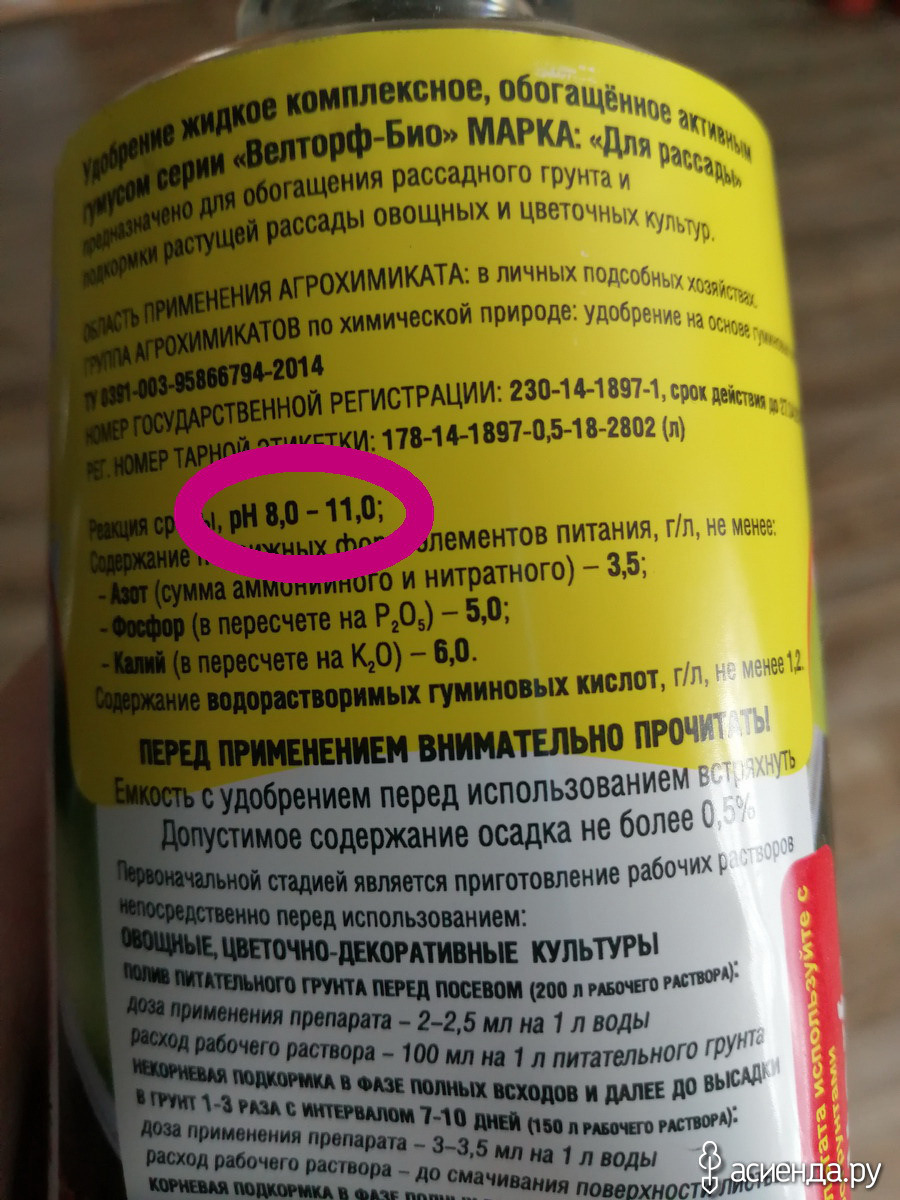 Удобрение жидкое комплексное, обогащённое активным
гумусом серии «Велторф-Био» МАРКА: «Для рассады»
предназначено для обогащения рассадного грунта и
подкормки растущей рассады овощных и цветочных культур.
ОБЛАСТЬ ПРИМЕНЕНИЯ АГРОХИМИКАТА: в личных подсобных хозяйствах.
ГРУППА АГРОХИМИКАТОВ по химической природе: удобрение на основе
ТУ 0391-003-95866794-2014
НОМЕР ГОСУДАРСТВЕННОЙ РЕГИСТРАЦИИ: 230-14-1897-1, срок действия до
РЕГ. НОМЕР ТАРНОЙ ЭТИКЕТКИ: 178-14-1897-0,5-18-2802 (л)
Реакция среды, pH 8,0 – 11,0;
Содержание подвижных форм элементов питания, г/л, не менее:
- Азот (сумма аммонийного и нитратного) – 3,5;
- Фосфор (в пересчете на P₂O₅) – 5,0;
- Калий (в пересчете на K₂O) – 6,0.
Содержание водорастворимых гуминовых кислот, г/л, не менее 1,2.
ПЕРЕД ПРИМЕНЕНИЕМ ВНИМАТЕЛЬНО ПРОЧИТАТЬ!
Емкость с удобрением перед использованием встряхнуть
Допустимое содержание осадка не более 0,5%
Первоначальной стадией является приготовление рабочих растворов
непосредственно перед использованием:
ОВОЩНЫЕ, ЦВЕТОЧНО-ДЕКОРАТИВНЫЕ КУЛЬТУРЫ
ПОЛИВ ПИТАТЕЛЬНОГО ГРУНТА ПЕРЕД ПОСЕВОМ (200 Л РАБОЧЕГО РАСТВОРА):
доза применения препарата – 2–2,5 мл на 1 л воды
расход рабочего раствора – 100 мл на 1 л питательного грунта
НЕКОРНЕВАЯ ПОДКОРМКА В ФАЗЕ ПОЛНЫХ ВСХОДОВ И ДАЛЕЕ ДО ВЫСАДКИ
В ГРУНТ 1-3 РАЗА С ИНТЕРВАЛОМ 7-10 ДНЕЙ (150 Л РАБОЧЕГО РАСТВОРА):
доза применения препарата – 3–3,5 мл на 1 л воды
расход рабочего раствора – до смачивания поверхности
КОРНЕВАЯ ПОДКОРМКА В ФАЗЕ
используйте с
асиенда.ру